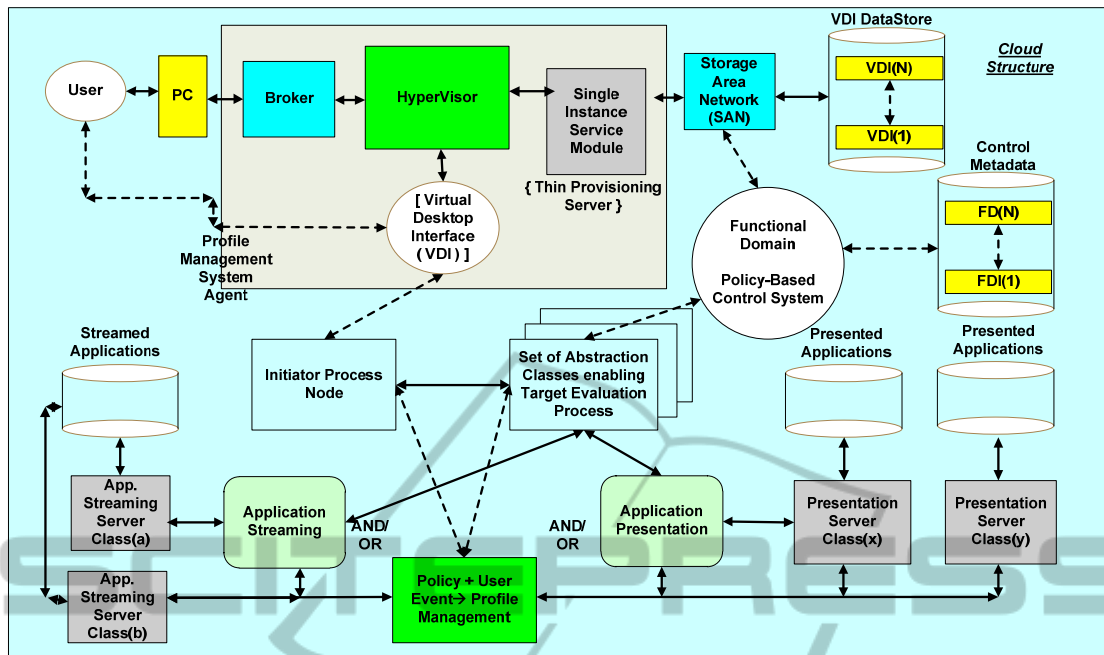 VDI DataStore
Cloud
Structure
User
PC
Broker
HyperVisor
Single
Instance
Service
Module
{ Thin Provisioning
Server }
Storage
Area
Network
(SAN)
VDI(N)
VDI(1)
Control
Metadata
FD(N)
FDI(1)
[ Virtual
Desktop
Interface
( VDI ) ]
Profile
Management
System
Agent
Functional
Domain
Policy-Based
Control System
Streamed
Applications
Initiator Process
Node
Set of Abstraction
Classes enabling
Target Evaluation
Process
Presented
Applications
Presented
Applications
App.
Streaming
Server
Class(a)
Application
Streaming
AND/
OR
AND/
OR
Application
Presentation
Presentation
Server
Class(x)
Presentation
Server
Class(y)
App.
Streaming
Server
Class(b)
Policy + User
Event→ Profile
Management
SCITEPRESS